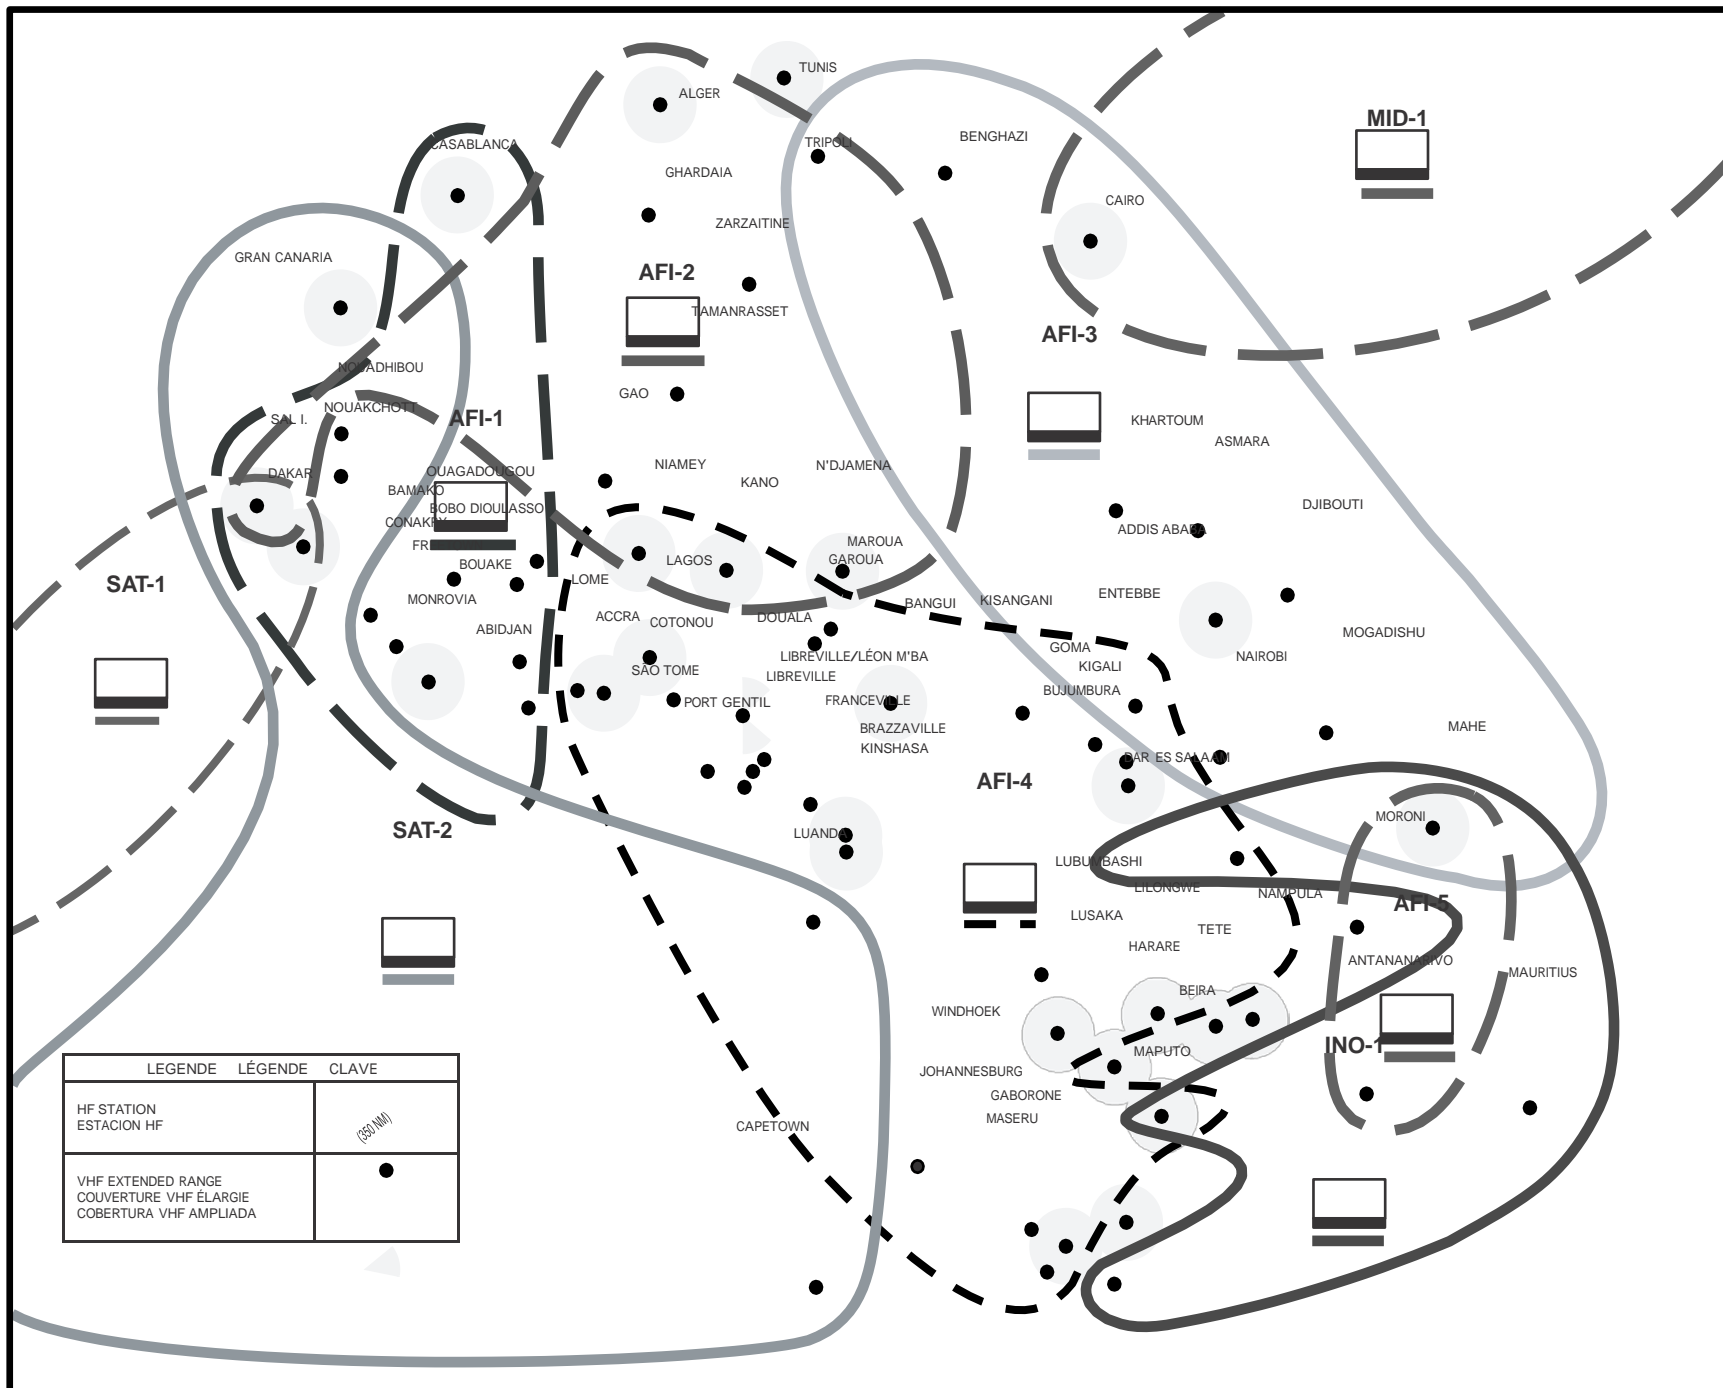 TUNIS
ALGER
MID-1
BENGHAZI
TRIPOLI
CASABLANCA
GHARDAIA
CAIRO
ZARZAITINE
GRAN CANARIA
AFI-2
TAMANRASSET
AFI-3
NOUADHIBOU
GAO
NOUAKCHOTT
SAL I.
AFI-1
KHARTOUM
ASMARA
NIAMEY
N'DJAMENA
DAKAR
OUAGADOUGOU
KANO
BAMAKO
BOBO DIOULASSO
DJIBOUTI
CONAKRY
ADDIS ABABA
MAROUA
FR
GAROUA
LAGOS
BOUAKE
SAT-1
LOME
ENTEBBE
MONROVIA
BANGUI
KISANGANI
ACCRA
COTONOU
DOUALA
ABIDJAN
MOGADISHU
GOMA
LIBREVILLE/LÉON M'BA
NAIROBI
KIGALI
SAO TOME
LIBREVILLE
BUJUMBURA
PORT GENTIL
FRANCEVILLE
BRAZZAVILLE
MAHE
KINSHASA
DAR ES SALAAM
AFI-4
MORONI
SAT-2
LUANDA
LUBUMBASHI
LILONGWE
NAMPULA
AFI-5
LUSAKA
TETE
HARARE
ANTANANARIVO
MAURITIUS
BEIRA
WINDHOEK
INO-1
MAPUTO
JOHANNESBURG
GABORONE
MASERU
CAPETOWN
LEGENDE LÉGENDE CLAVE
HF STATION
ESTACION HF
(350 NM)
VHF EXTENDED RANGE
COUVERTURE VHF ÉLARGIE
COBERTURA VHF AMPLIADA